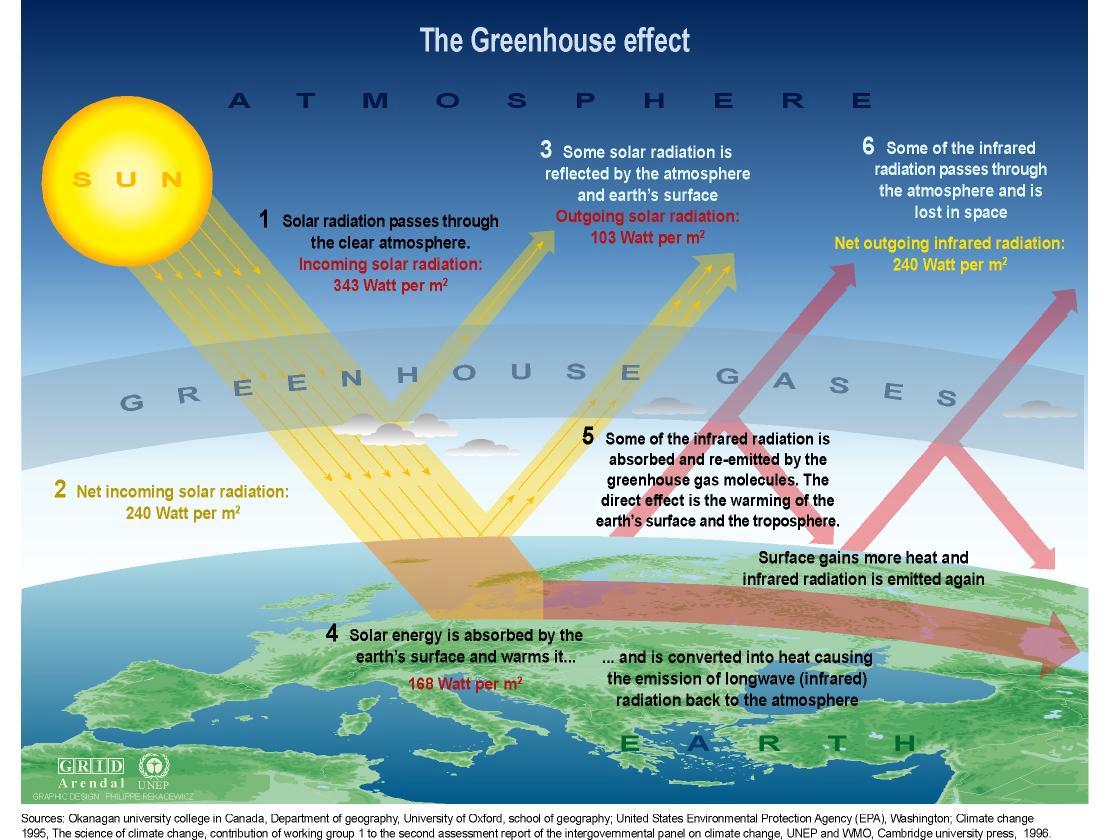 The Greenhouse effect
A T M O S P H E R E
S U N
1 Solar radiation passes through
the clear atmosphere.
Incoming solar radiation:
343 Watt per m²
3 Some solar radiation is
reflected by the atmosphere
and earth's surface
Outgoing solar radiation:
103 Watt per m²
6 Some of the infrared
radiation passes through
the atmosphere and is
lost in space
Net outgoing infrared radiation:
240 Watt per m²
G R E E N H O U S E G A S E S
2 Net incoming solar radiation:
240 Watt per m²
5 Some of the infrared radiation is
absorbed and re-emitted by the
greenhouse gas molecules. The
direct effect is the warming of the
earth's surface and the troposphere.
Surface gains more heat and
infrared radiation is emitted again
4 Solar energy is absorbed by the
earth's surface and warms it...
168 Watt per m²
... and is converted into heat causing
the emission of longwave (infrared)
radiation back to the atmosphere
E A R T H
GRID
Arendal
UNEP
GRAPHIC DESIGN : PHILIPPE REKACEWICZ
Sources: Okanagan university college in Canada, Department of geography, University of Oxford, school of geography; United States Environmental Protection Agency (EPA), Washington; Climate change
1995, The science of climate change, contribution of working group 1 to the second assessment report of the intergovernmental panel on climate change, UNEP and WMO, Cambridge university press, 1996.